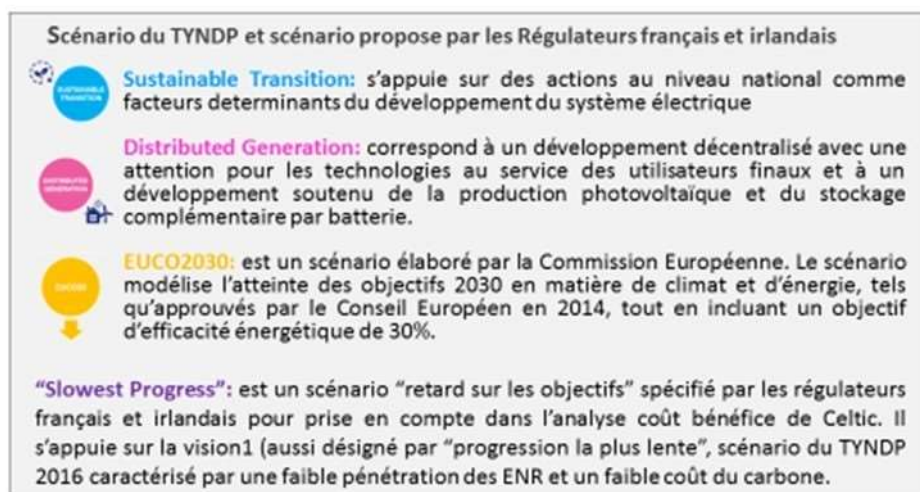 Scénario du TYNDP et scénario propose par les Régulateurs français et irlandais
SUSTAINABLE
TRANSITION
Sustainable Transition: s'appuie sur des actions au niveau national comme
facteurs determinants du développement du système électrique
DISTRIBUTED
GENERATION
Distributed Generation: correspond à un développement décentralisé avec une
attention pour les technologies au service des utilisateurs finaux et à un
développement soutenu de la production photovoltaïque et du stockage
complémentaire par batterie.
EUCO2030: est un scénario élaboré par la Commission Européenne. Le scénario
modélise l'atteinte des objectifs 2030 en matière de climat et d'énergie, tels
qu'approuvés par le Conseil Européen en 2014, tout en incluant un objectif
d'efficacité énergétique de 30%.
"Slowest Progress": est un scénario "retard sur les objectifs" spécifié par les régulateurs
français et irlandais pour prise en compte dans l'analyse coût bénéfice de Celtic. Il
s'appuie sur la vision1 (aussi désigné par "progression la plus lente", scénario du TYNDP
2016 caractérisé par une faible pénétration des ENR et un faible coût du carbone.